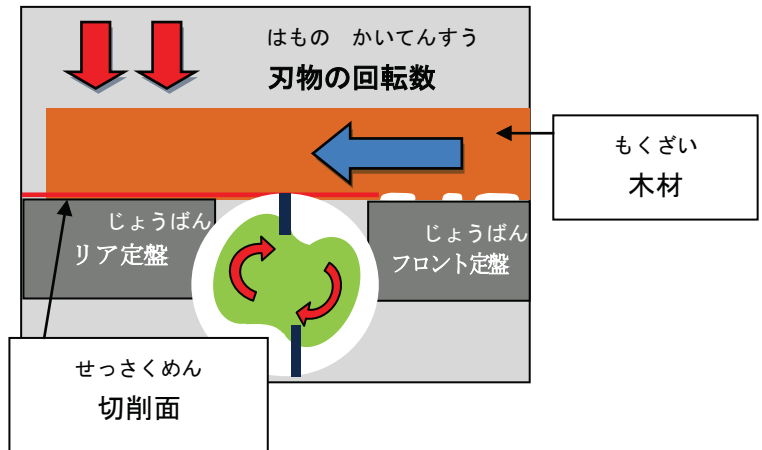 はもの　かいてんすう
刃物の回転数
もくざい
木材
じょうばん
リア定盤
じょうばん
フロント定盤
せっさくめん
切削面